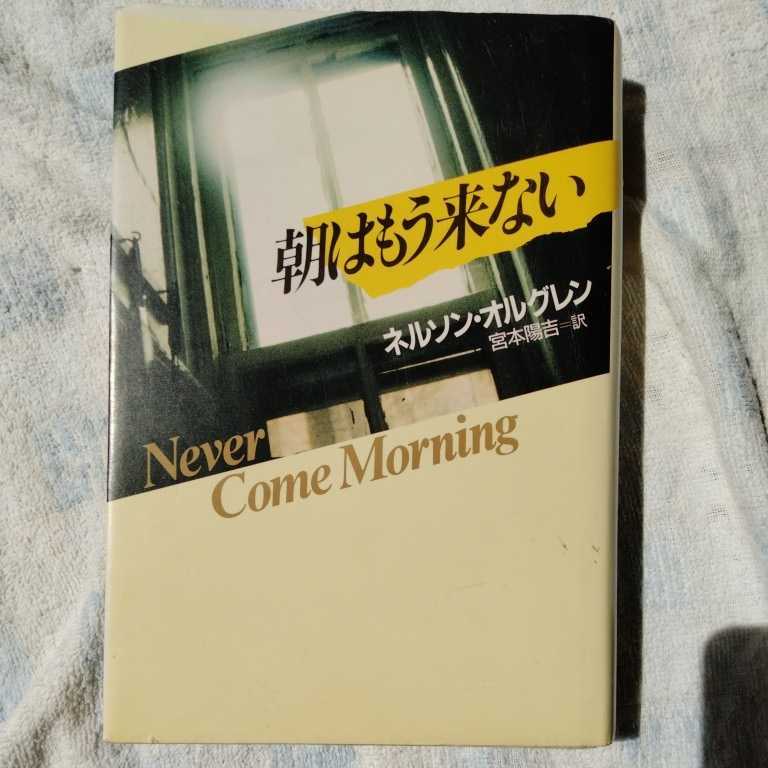 朝はもう来ない
ネルソン・オルグレン
宮本陽吉=訳
Never
Come Morning